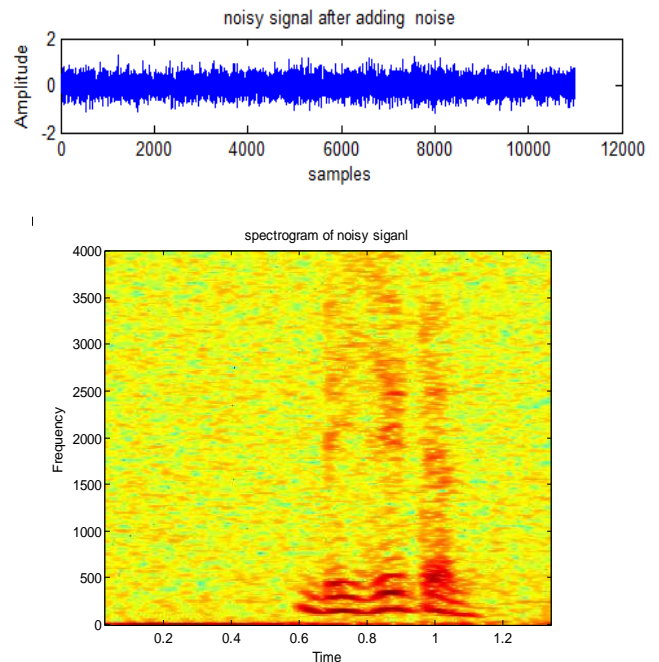 noisy signal after adding noise
2
0
-2
Amplitude
0 2000 4000 6000 8000 10000 12000
samples
spectrogram of noisy siganl
4000
3500
3000
2500
2000
1500
1000
500
0
Frequency
0.2 0.4 0.6 0.8 1 1.2
Time